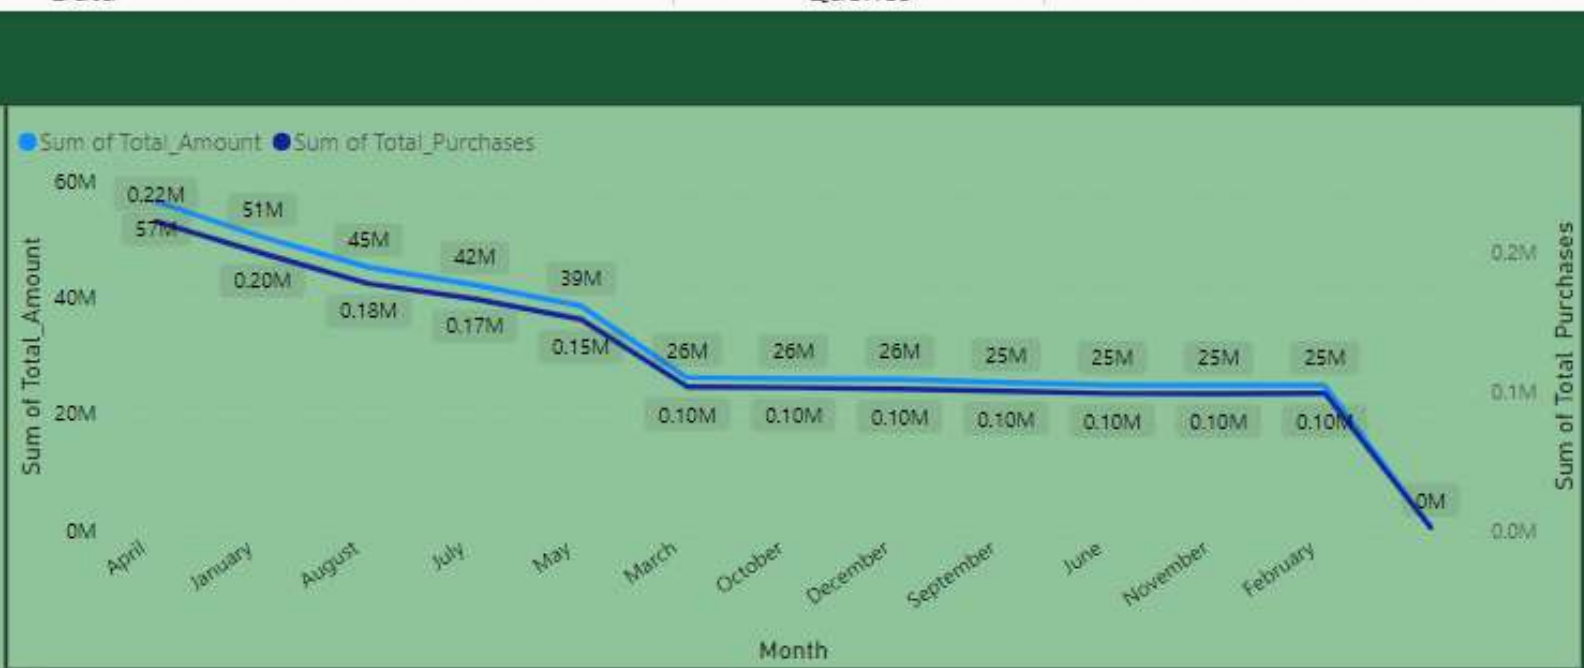 Sum of Total_Amount Sum of Total_Purchases
60M
40M
20M
0M
Sum of Total_Amount
0.22M 51M 45M 42M 39M 26M 26M 26M 25M 25M 25M 25M 0M
57M 0.20M 0.18M 0.17M 0.15M 0.10M 0.10M 0.10M 0.10M 0.10M 0.10M 0.10M
0.2M
0.1M
0.0M
Sum of Total_Purchases
April January August July May March October December September June November February
Month